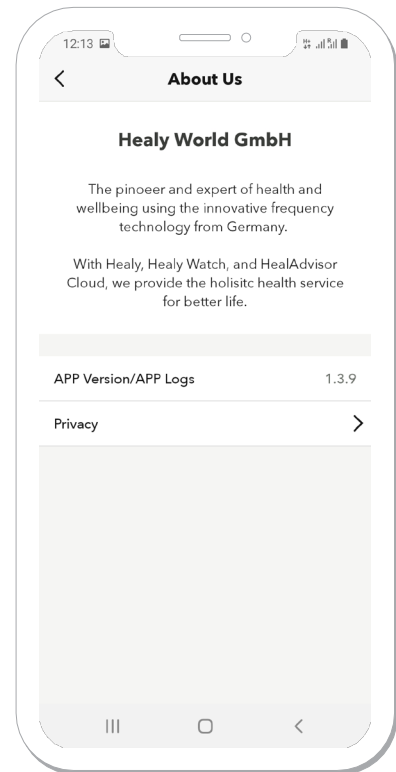 12:13
About Us
Healy World GmbH
The pinoeer and expert of health and
wellbeing using the innovative frequency
technology from Germany.
With Healy, Healy Watch, and HealAdvisor
Cloud, we provide the holisitc health service
for better life.
APP Version/APP Logs 1.3.9
Privacy